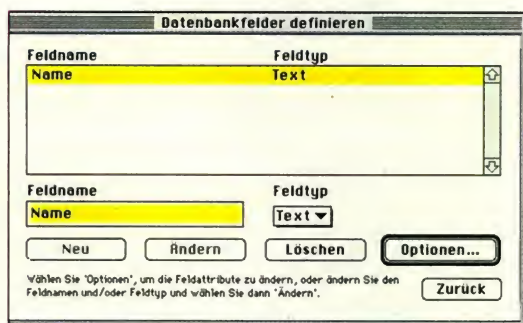 Datenbankfelder definieren
Feldname Feldtyp
Name Text
Feldname Feldtyp
Name Text
Neu Ändern Löschen Optionen...
Wählen Sie 'Optionen', um die Feldattribute zu ändern, oder ändern Sie den
Feldnamen und/oder Feldtyp und wählen Sie dann 'Ändern'.
Zurück